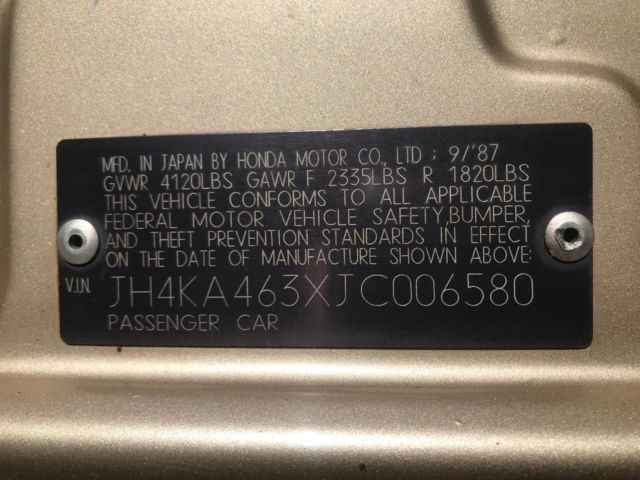 MFD. IN JAPAN BY HONDA MOTOR CO., LTD : 9/'87
GVWR 4120LBS GAWR F 2335LBS R 1820LBS
THIS VEHICLE CONFORMS TO ALL APPLICABLE
FEDERAL MOTOR VEHICLE SAFETY,BUMPER,
AND THEFT PREVENTION STANDARDS IN EFFECT
ON THE DATE OF MANUFACTURE SHOWN ABOVE:
V.I.N. JH4KA463XJC006580
PASSENGER CAR